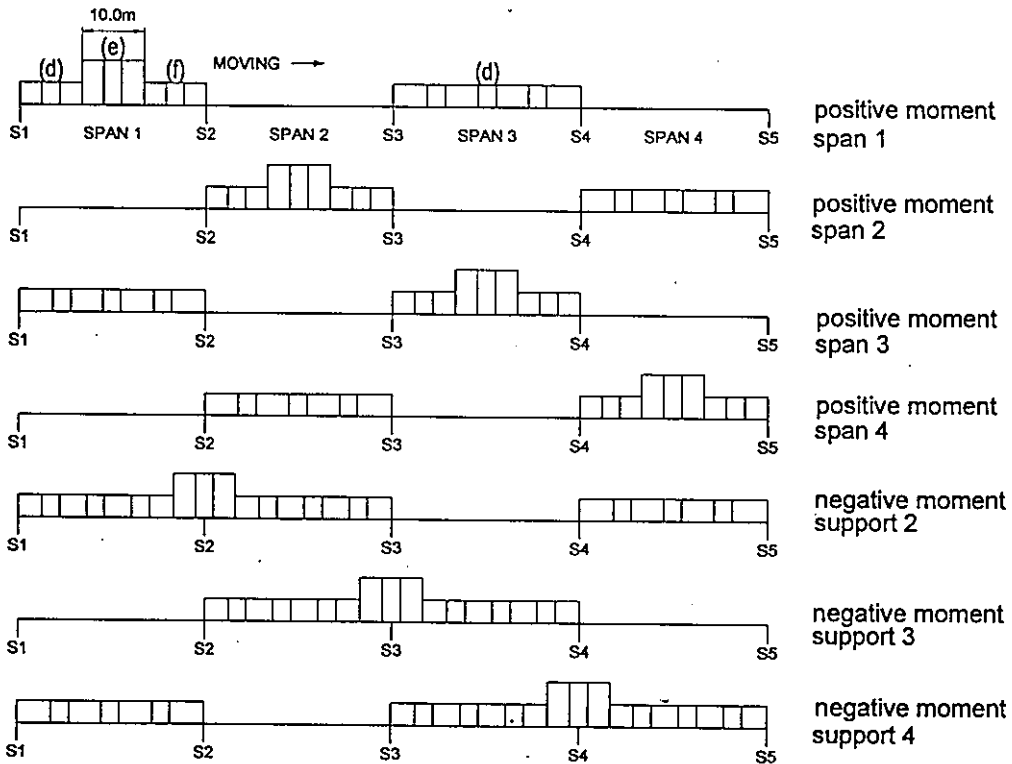 10.0m
(d) (e) (f) MOVING → (d)
S1 SPAN 1 S2 SPAN 2 S3 SPAN 3 S4 SPAN 4 S5
positive moment
span 1
S1 S2 S3 S4 S5
positive moment
span 2
S1 S2 S3 S4 S5
positive moment
span 3
S1 S2 S3 S4 S5
positive moment
span 4
S1 S2 S3 S4 S5
negative moment
support 2
S1 S2 S3 S4 S5
negative moment
support 3
S1 S2 S3 S4 S5
negative moment
support 4